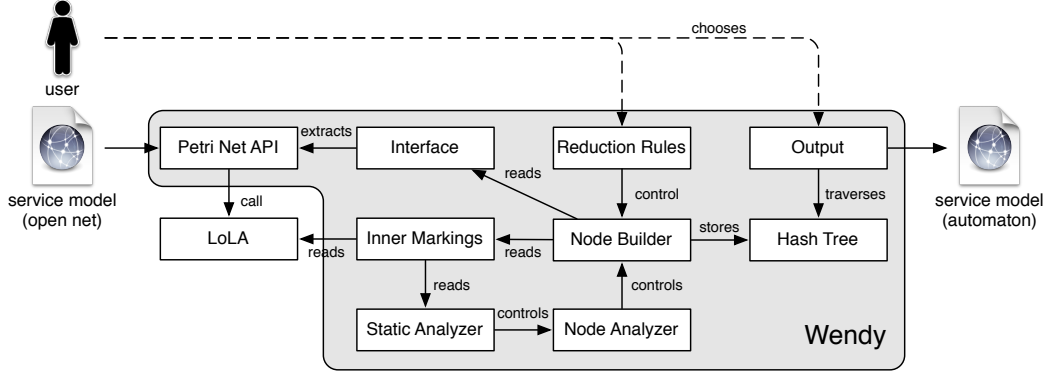 chooses
user
extracts
Petri Net API
Interface
Reduction Rules
Output
reads
service model
(open net)
call
control
traverses
service model
(automaton)
LoLA
reads
Inner Markings
reads
Node Builder
stores
Hash Tree
reads
controls
Static Analyzer
controls
Node Analyzer
Wendy